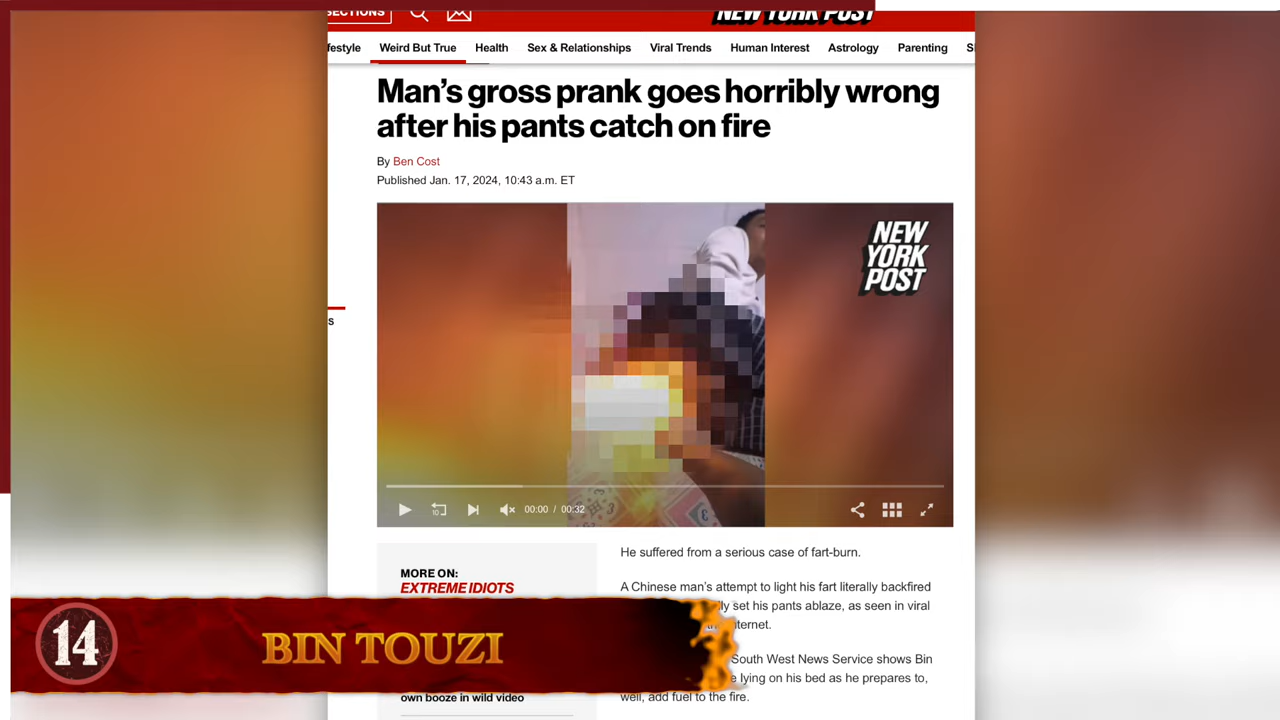 SECTIONS
NEW YORK POST
ifestyle Weird But True Health Sex & Relationships Viral Trends Human Interest Astrology Parenting
Man's gross prank goes horribly wrong
after his pants catch on fire
By Ben Cost
Published Jan. 17, 2024, 10:43 a.m. ET
NEW
YORK
POST
S
10
00:00 / 00:32
He suffered from a serious case of fart-burn.
MORE ON:
EXTREME IDIOTS
A Chinese man's attempt to light his fart literally backfired
ly set his pants ablaze, as seen in viral
ternet.
South West News Service shows Bin
e lying on his bed as he prepares to,
well, add fuel to the fire.
14
BIN TOUZI
own booze in wild video